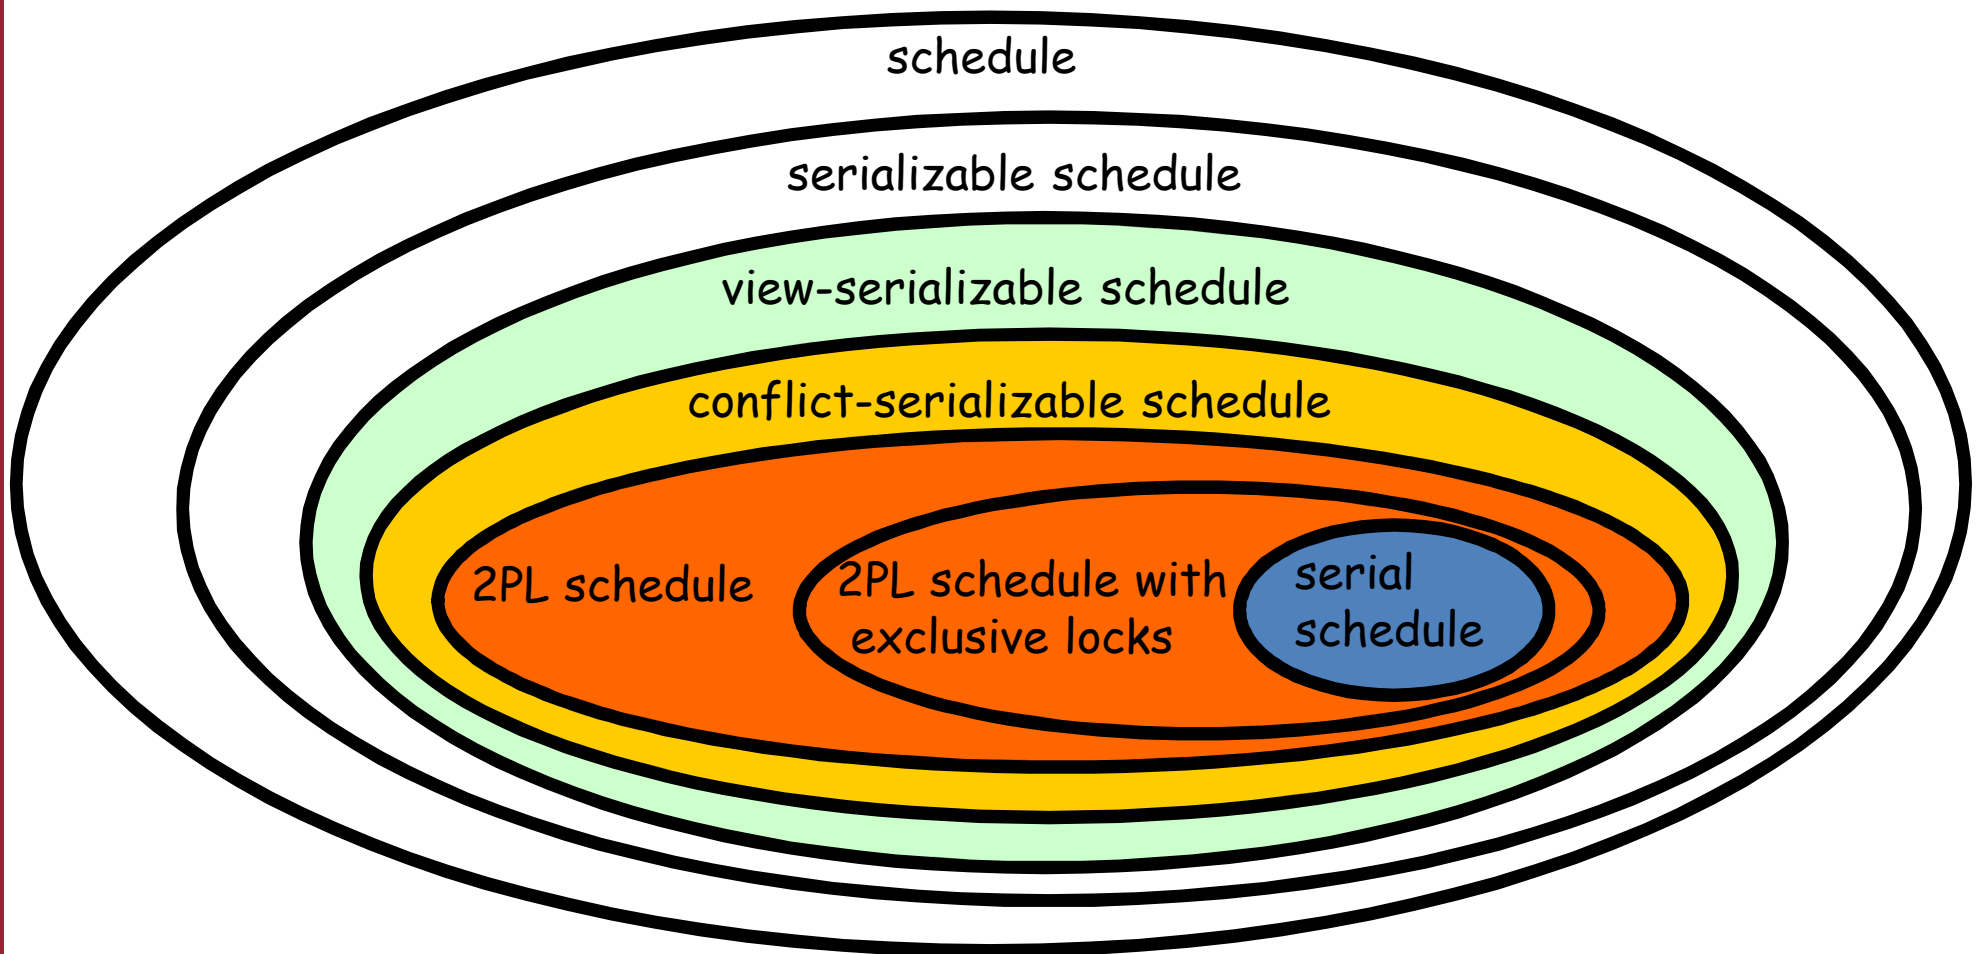 schedule
serializable schedule
view-serializable schedule
conflict-serializable schedule
2PL schedule
2PL schedule with
exclusive locks
serial
schedule